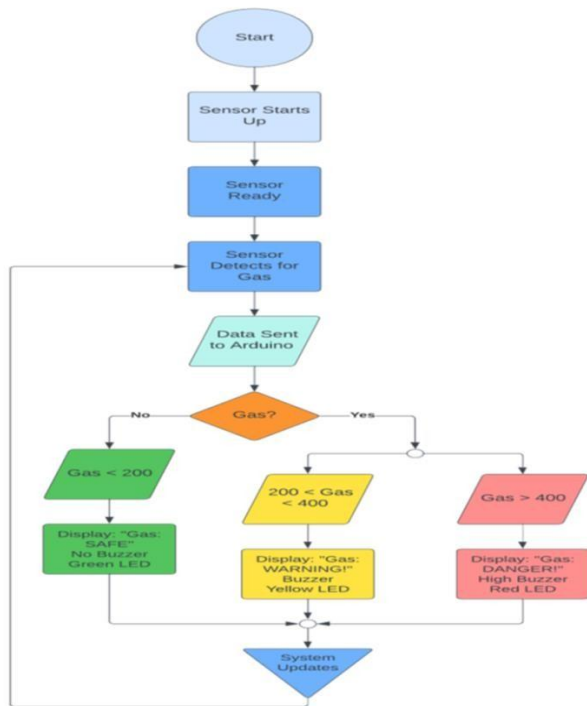 Start
Sensor Starts
Up
Sensor
Ready
Sensor
Detects for
Gas
Data Sent
to Arduino
Gas?
No
Yes
Gas < 200
200 < Gas
< 400
Gas > 400
Display: "Gas:
SAFE"
No Buzzer
Green LED
Display: "Gas:
WARNING!"
Buzzer
Yellow LED
Display: "Gas:
DANGER!"
High Buzzer
Red LED
System
Updates